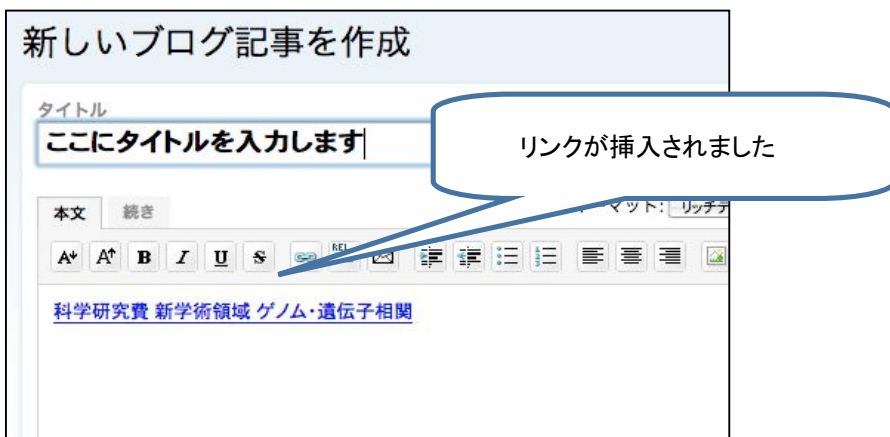 新しいブログ記事を作成
タイトル
ここにタイトルを入力します
リンクが挿入されました
本文 続き
ーマット: リッチテ
B I U S
科学研究費 新学術領域 ゲノム・遺伝子相関